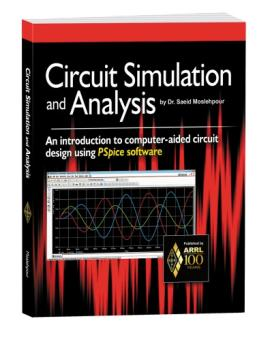 Circuit Simulation and Analysis
Moslehpour
Circuit Simulation
and Analysis by Dr. Saeid Moslehpour
An introduction to computer-aided circuit
design using PSpice software
Published by
ARRL
100
YEARS